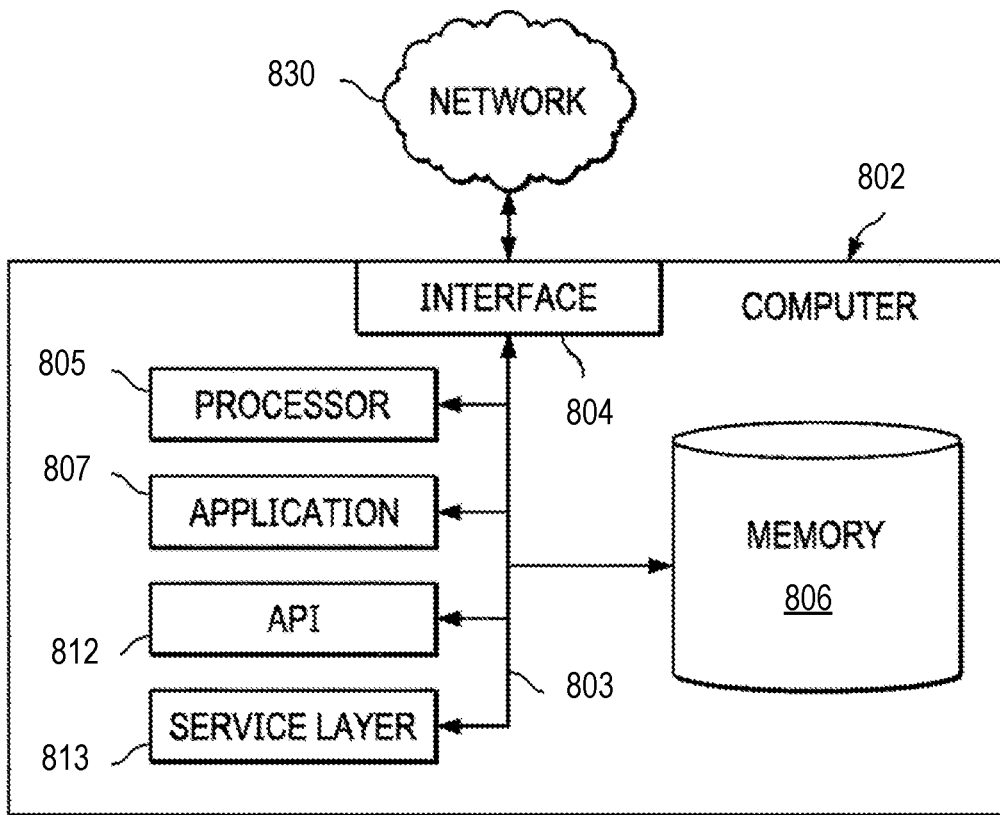 830
NETWORK
802
INTERFACE
COMPUTER
805
PROCESSOR
804
807
APPLICATION
MEMORY
806
API
812
803
SERVICE LAYER
813